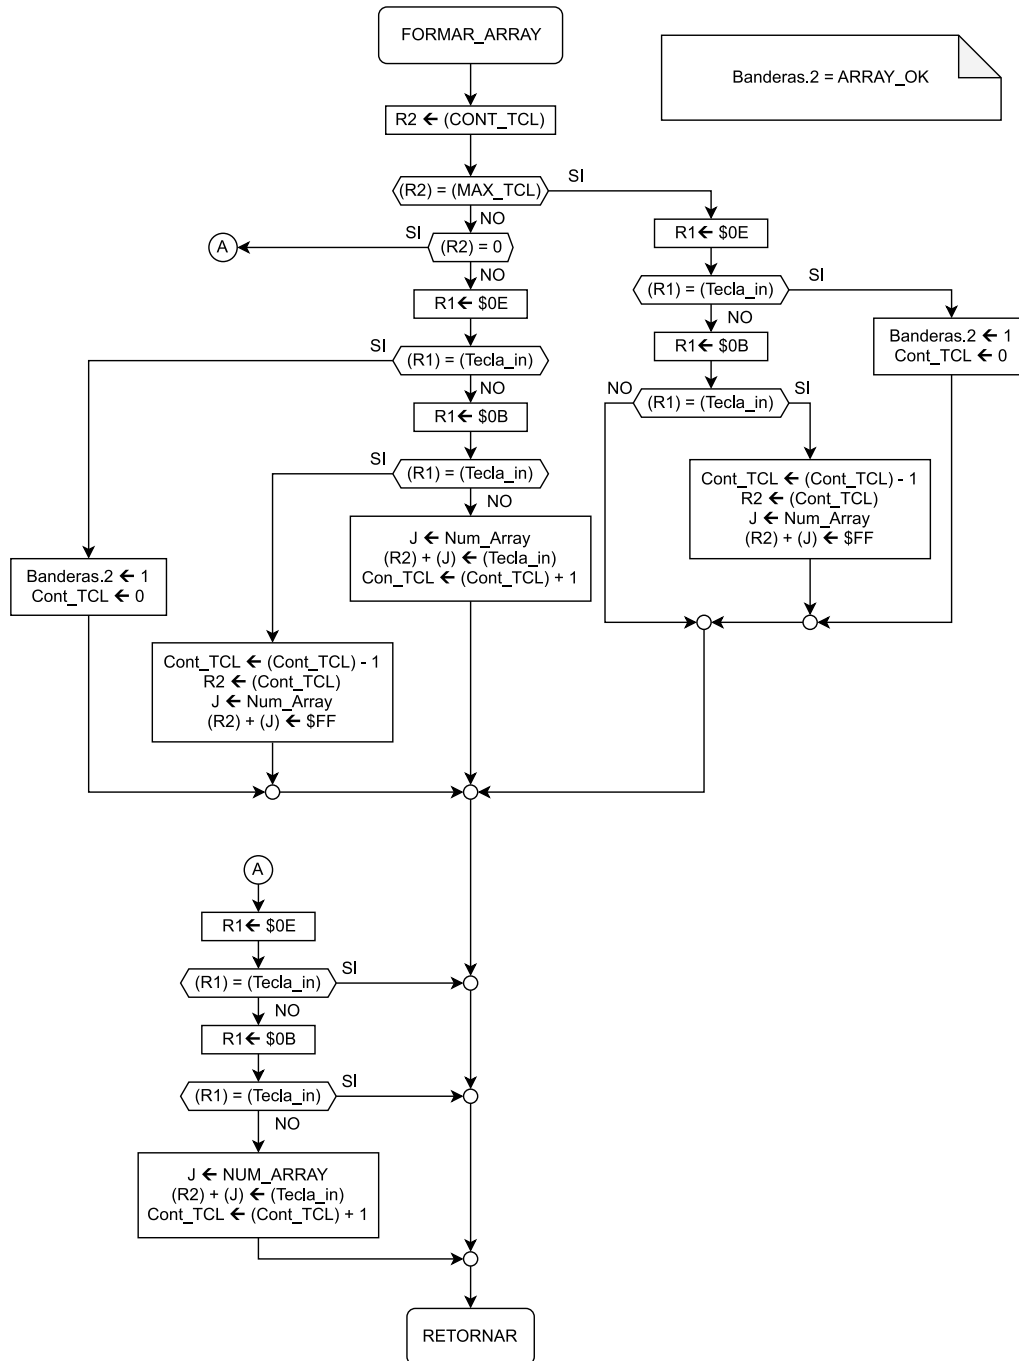 FORMAR_ARRAY
Banderas.2 = ARRAY_OK
R2 ← (CONT_TCL)
(R2) = (MAX_TCL)
SI
NO
R1← $0E
A
SI
(R2) = 0
NO
(R1) = (Tecla_in)
SI
NO
R1← $0E
R1← $0B
Banderas.2 ← 1
Cont_TCL ← 0
SI
(R1) = (Tecla_in)
NO
NO
(R1) = (Tecla_in)
SI
R1← $0B
SI
(R1) = (Tecla_in)
NO
Cont_TCL ← (Cont_TCL) - 1
R2 ← (Cont_TCL)
J ← Num_Array
(R2) + (J) ← $FF
J ← Num_Array
(R2) + (J) ← (Tecla_in)
Con_TCL ← (Cont_TCL) + 1
Banderas.2 ← 1
Cont_TCL ← 0
Cont_TCL ← (Cont_TCL) - 1
R2 ← (Cont_TCL)
J ← Num_Array
(R2) + (J) ← $FF
A
R1← $0E
(R1) = (Tecla_in)
SI
NO
R1← $0B
(R1) = (Tecla_in)
SI
NO
J ← NUM_ARRAY
(R2) + (J) ← (Tecla_in)
Cont_TCL ← (Cont_TCL) + 1
RETORNAR